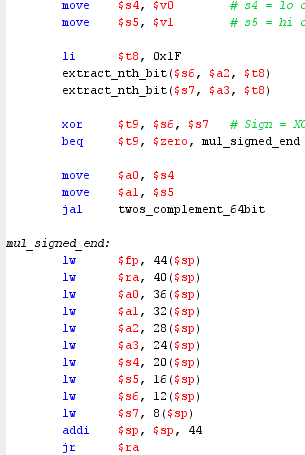 move $s4, $v0 # s4 = lo
move $s5, $v1 # s5 = hi
li $t8, 0x1F
extract_nth_bit($s6, $a2, $t8)
extract_nth_bit($s7, $a3, $t8)
xor $t9, $s6, $s7 # Sign = XO
beq $t9, $zero, mul_signed_end
move $a0, $s4
move $a1, $s5
jal twos_complement_64bit
mul_signed_end:
lw $fp, 44($sp)
lw $ra, 40($sp)
lw $a0, 36($sp)
lw $a1, 32($sp)
lw $a2, 28($sp)
lw $a3, 24($sp)
lw $s4, 20($sp)
lw $s5, 16($sp)
lw $s6, 12($sp)
lw $s7, 8($sp)
addi $sp, $sp, 44
jr $ra